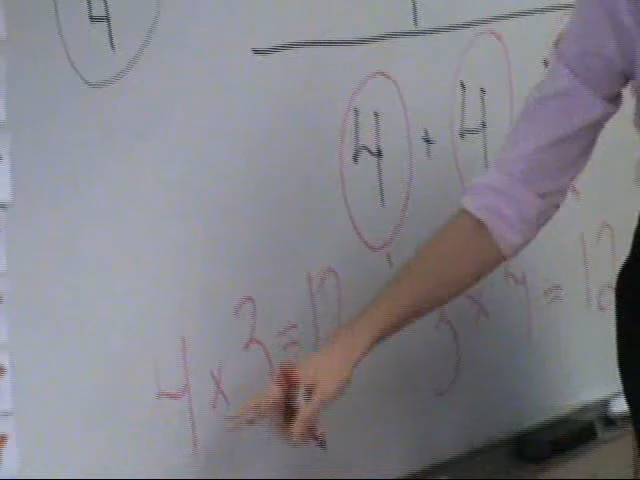 4
4 + 4
4 x 3 = 12
3 x 4 = 12